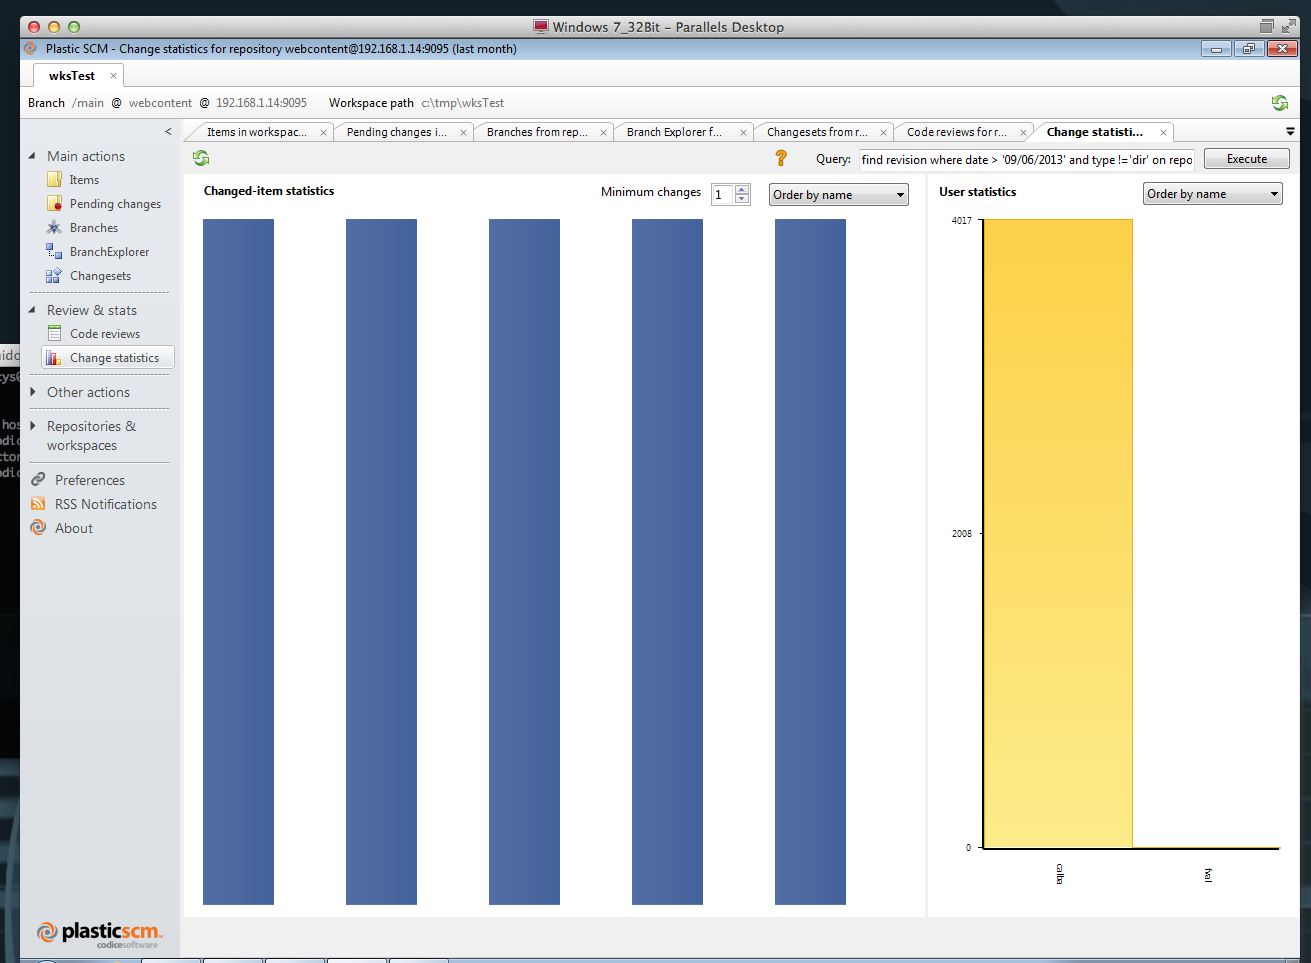 Windows 7_32Bit - Parallels Desktop
Plastic SCM - Change statistics for repository webcontent@192.168.1.14:9095 (last month)
wksTest
Branch /main @ webcontent @ 192.168.1.14:9095 Workspace path c:\tmp\wksTest
Items in workspac... Pending changes i... Branches from rep... Branch Explorer f... Changesets from r... Code reviews for r... Change statisti...
Query: find revision where date > '09/06/2013' and type !='dir' on repo Execute
Main actions
Items
Pending changes
Branches
BranchExplorer
Changesets
Review & stats
Code reviews
Change statistics
Other actions
Repositories &
workspaces
Preferences
RSS Notifications
About
plasticscm
codicesoftware
Changed-item statistics Minimum changes 1 Order by name
User statistics Order by name
4017
2008
0